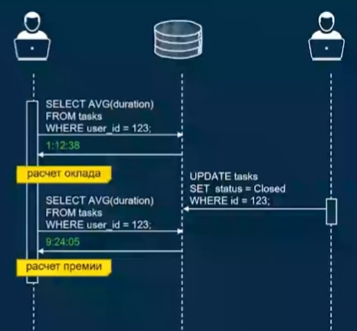 SELECT AVG(duration)
FROM tasks
WHERE user_id = 123;
1:12:38
расчет оклада
UPDATE tasks
SET status = Closed
WHERE id = 123;
SELECT AVG(duration)
FROM tasks
WHERE user_id = 123;
9:24:05
расчет премии